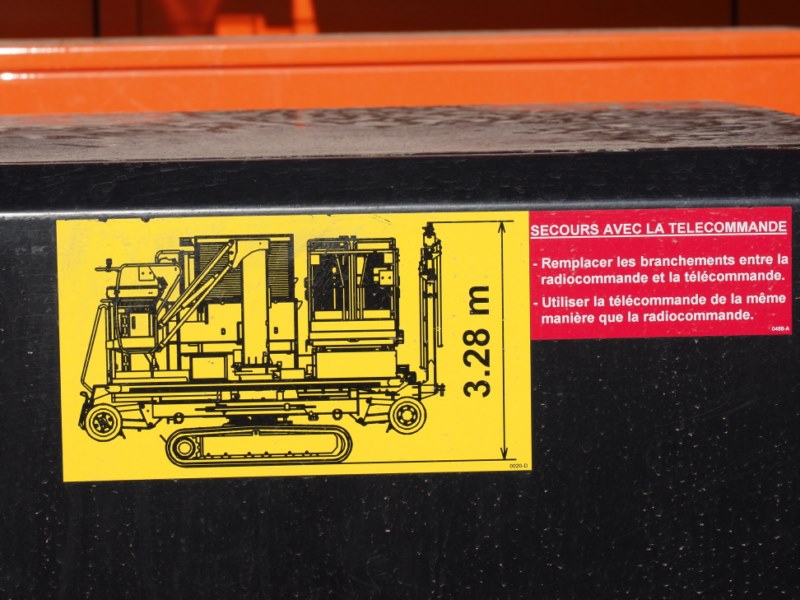 3.28 m
0020-D
SECOURS AVEC LA TELECOMMANDE
- Remplacer les branchements entre la
radiocommande et la télécommande.
- Utiliser la télécommande de la même
manière que la radiocommande.